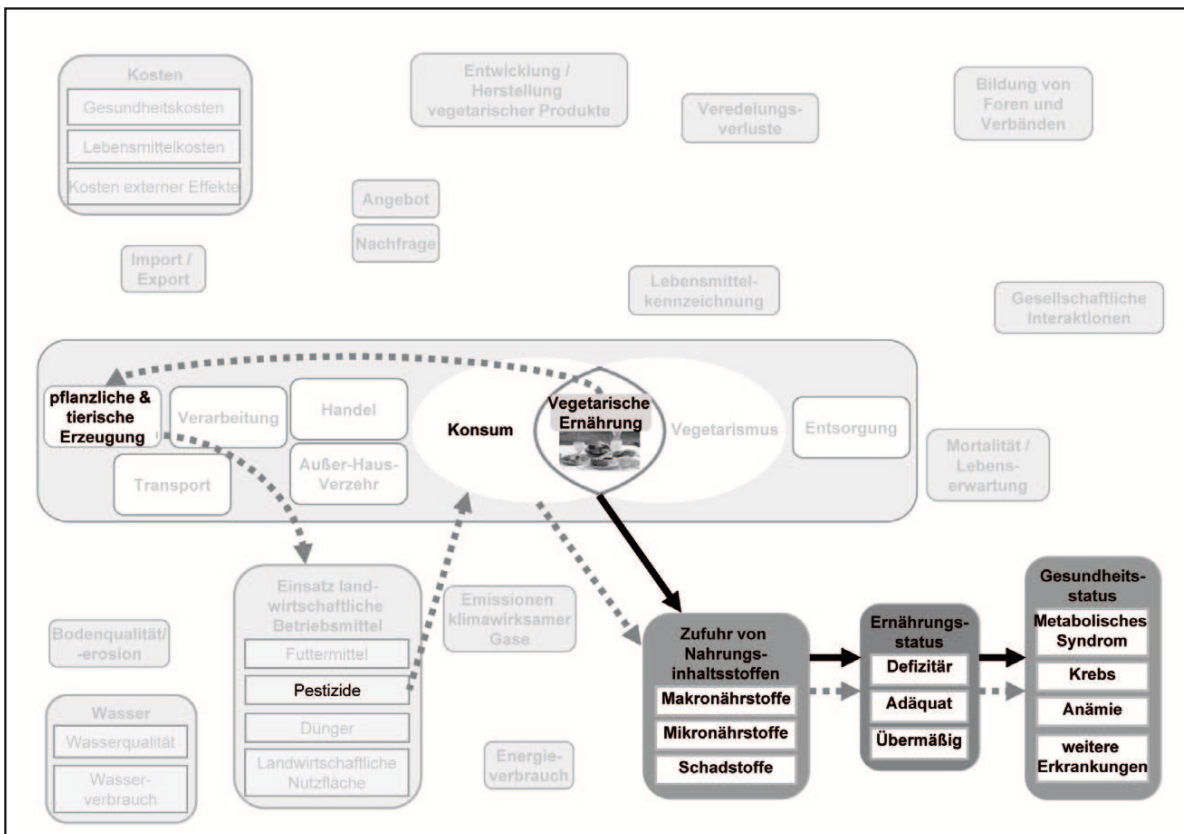 Kosten
Gesundheitskosten
Lebensmittelkosten
Kosten externer Effekte
Entwicklung /
Herstellung
vegetarischer Produkte
Veredelungs-
verluste
Bildung von
Foren und
Verbänden
Angebot
Nachfrage
Import /
Export
Lebensmittel-
kennzeichnung
Gesellschaftliche
Interaktionen
pflanzliche &
tierische
Erzeugung
Verarbeitung
Handel
Transport
Außer-Haus-
Verzehr
Konsum
Vegetarische
Ernährung
Vegetarismus
Entsorgung
Mortalität /
Lebens-
erwartung
Bodenqualität/
-erosion
Wasser
Wasserqualität
Wasser-
verbrauch
Einsatz land-
wirtschaftliche
Betriebsmittel
Futtermittel
Pestizide
Dünger
Landwirtschaftliche
Nutzfläche
Emissionen
klimawirksamer
Gase
Energie-
verbrauch
Zufuhr von
Nahrungs-
inhaltsstoffen
Makronährstoffe
Mikronährstoffe
Schadstoffe
Ernährungs-
status
Defizitär
Adäquat
Übermäßig
Gesundheits-
status
Metabolisches
Syndrom
Krebs
Anämie
weitere
Erkrankungen